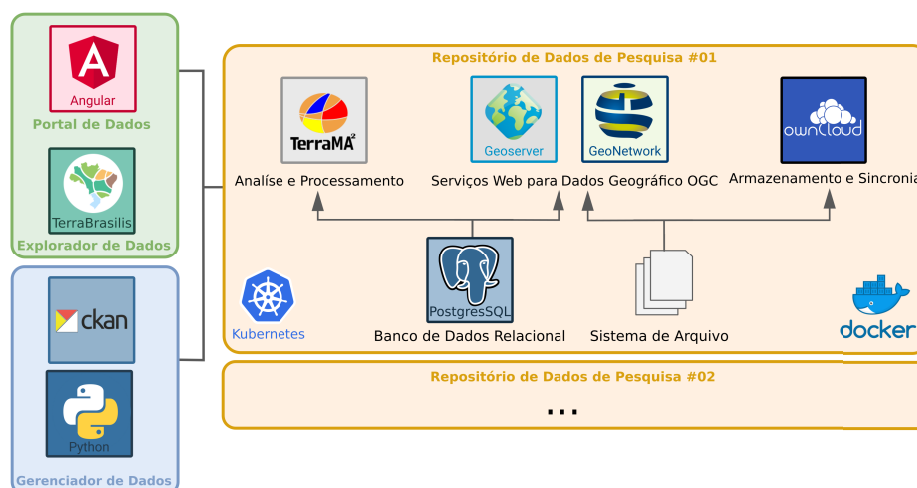 Angular
Portal de Dados
TerraBrasilis
Explorador de Dados
ckan
Python
Gerenciador de Dados
Repositório de Dados de Pesquisa #01
TerraMA²
Geoserver
GeoNetwork
ownCloud
Analíse e Processamento
Serviços Web para Dados Geográfico OGC
Armazenamento e Sincronia
PostgresSQL
Kubernetes
docker
Banco de Dados Relacional
Sistema de Arquivo
Repositório de Dados de Pesquisa #02
...